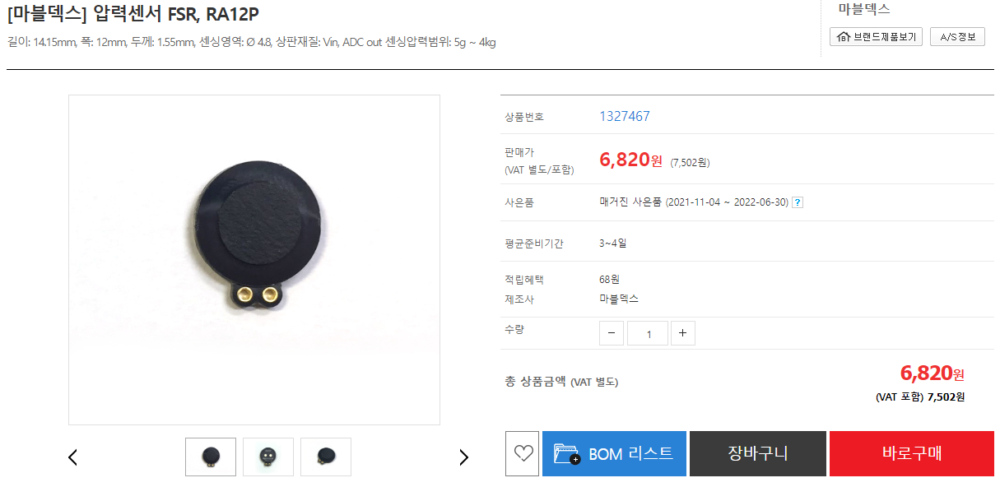 [마블덱스] 압력센서 FSR, RA12P
길이: 14.15mm, 폭: 12mm, 두께: 1.55mm, 센싱영역: Ø 4.8, 상판재질: Vin, ADC out 센싱압력범위: 5g ~ 4kg
마블덱스
브랜드제품보기
A/S정보
상품번호 1327467
판매가 6,820원 (7,502원)
(VAT 별도/포함)
사은품 매거진 사은품 (2021-11-04 ~ 2022-06-30) ?
평균준비기간 3~4일
적립혜택 68원
제조사 마블덱스
수량 − 1 +
총 상품금액 (VAT 별도) 6,820원
(VAT 포함) 7,502원
BOM 리스트
장바구니
바로구매